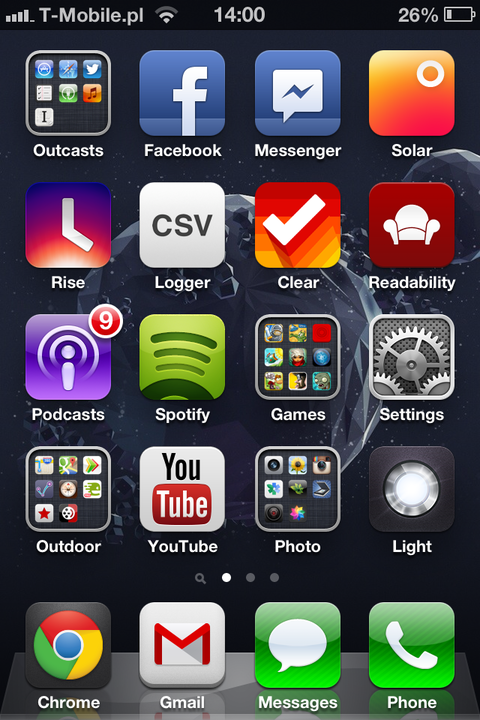 T-Mobile.pl 14:00 26%
Outcasts Facebook Messenger Solar
CSV
Rise Logger Clear Readability
9
Podcasts Spotify Games Settings
You
Tube
Outdoor YouTube Photo Light
Chrome Gmail Messages Phone